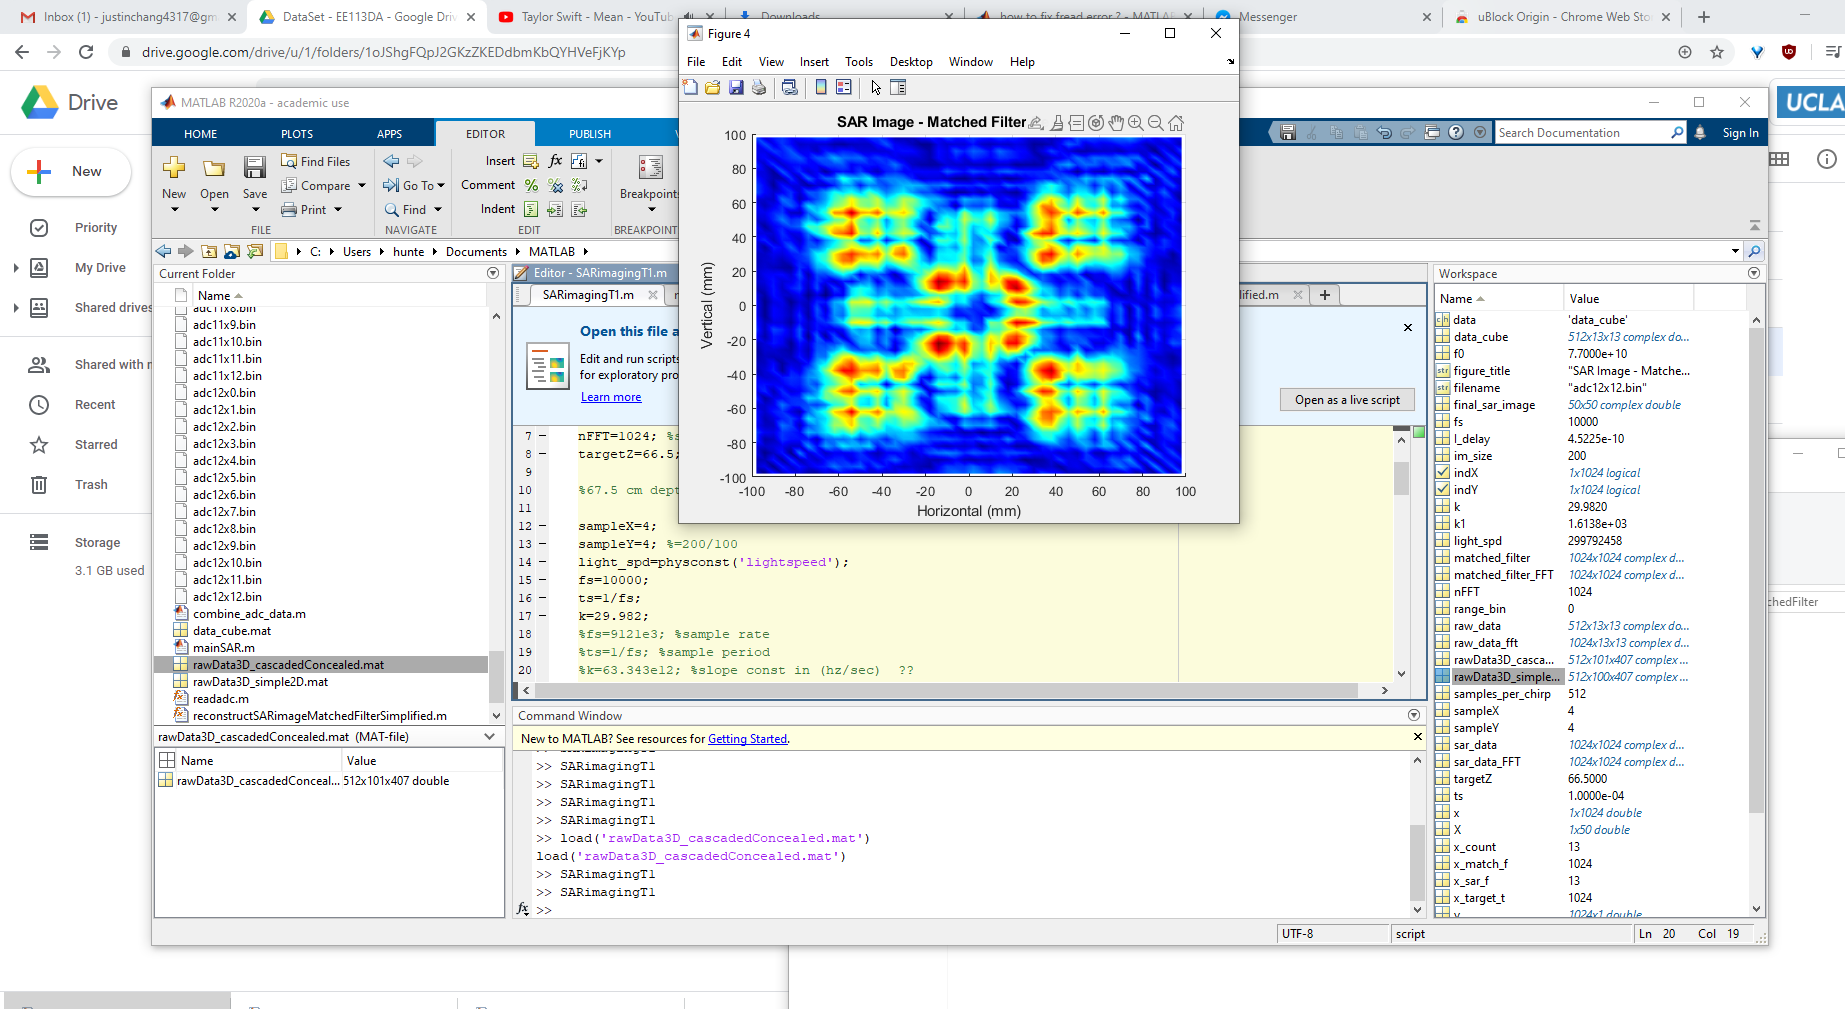 Inbox (1) - justinchang4317@gm
DataSet - EE113DA - Google Driv
Taylor Swift - Mean - YouTub
Downloads
how to fix fread error ? - MATLA
Messenger
uBlock Origin - Chrome Web Sto
drive.google.com/drive/u/1/folders/1oJShgFQpJ2GKzZKEDdbmKbQYHVeFjKYp
Drive
UCLA
New
Priority
My Drive
Shared drives
Shared with r
Recent
Starred
Trash
Storage
3.1 GB used
MATLAB R2020a - academic use
HOME PLOTS APPS EDITOR PUBLISH
Search Documentation
Sign In
New
Open
Save
Find Files
Compare
Print
FILE
Go To
Find
NAVIGATE
Insert
Comment
Indent
EDIT
Breakpoint
BREAKPOINT
C: Users hunte Documents MATLAB
Current Folder
Name
adc11x8.bin
adc11x9.bin
adc11x10.bin
adc11x11.bin
adc11x12.bin
adc12x0.bin
adc12x1.bin
adc12x2.bin
adc12x3.bin
adc12x4.bin
adc12x5.bin
adc12x6.bin
adc12x7.bin
adc12x8.bin
adc12x9.bin
adc12x10.bin
adc12x11.bin
adc12x12.bin
combine_adc_data.m
data_cube.mat
mainSAR.m
rawData3D_cascadedConcealed.mat
rawData3D_simple2D.mat
readadc.m
reconstructSARimageMatchedFilterSimplified.m
rawData3D_cascadedConcealed.mat (MAT-file)
Name Value
rawData3D_cascadedConceal... 512x101x407 double
Editor - SARimagingT1.m
SARimagingT1.m
ified.m
Open this file a
Edit and run scripts
for exploratory pro
Learn more
Open as a live script
7 nFFT=1024; %s
8 targetZ=66.5;
9
10 %67.5 cm dept
11
12 sampleX=4;
13 sampleY=4; %=200/100
14 light_spd=physconst('lightspeed');
15 fs=10000;
16 ts=1/fs;
17 k=29.982;
18 %fs=9121e3; %sample rate
19 %ts=1/fs; %sample period
20 %k=63.343e12; %slope const in (hz/sec) ??
Command Window
New to MATLAB? See resources for Getting Started.
>> SARimagingT1
>> SARimagingT1
>> SARimagingT1
>> SARimagingT1
>> SARimagingT1
>> load('rawData3D_cascadedConcealed.mat')
load('rawData3D_cascadedConcealed.mat')
>> SARimagingT1
>> SARimagingT1
fx >>
Figure 4
File Edit View Insert Tools Desktop Window Help
SAR Image - Matched Filter
100
80
60
40
20
0
-20
-40
-60
-80
-100
Vertical (mm)
-100 -80 -60 -40 -20 0 20 40 60 80 100
Horizontal (mm)
Workspace
Name Value
data 'data_cube'
data_cube 512x13x13 complex do...
f0 7.7000e+10
figure_title "SAR Image - Matche...
filename "adc12x12.bin"
final_sar_image 50x50 complex double
fs 10000
I_delay 4.5225e-10
im_size 200
indX 1x1024 logical
indY 1x1024 logical
k 29.9820
k1 1.6138e+03
light_spd 299792458
matched_filter 1024x1024 complex d...
matched_filter_FFT 1024x1024 complex d...
nFFT 1024
range_bin 0
raw_data 512x13x13 complex do...
raw_data_fft 1024x13x13 complex d...
rawData3D_casca... 512x101x407 complex ...
rawData3D_simple... 512x100x407 complex ...
samples_per_chirp 512
sampleX 4
sampleY 4
sar_data 1024x1024 complex d...
sar_data_FFT 1024x1024 complex d...
targetZ 66.5000
ts 1.0000e-04
x 1x1024 double
X 1x50 double
x_count 13
x_match_f 1024
x_sar_f 13
x_target_t 1024
y 1024x1 double
UTF-8
script
Ln 20 Col 19
chedFilter